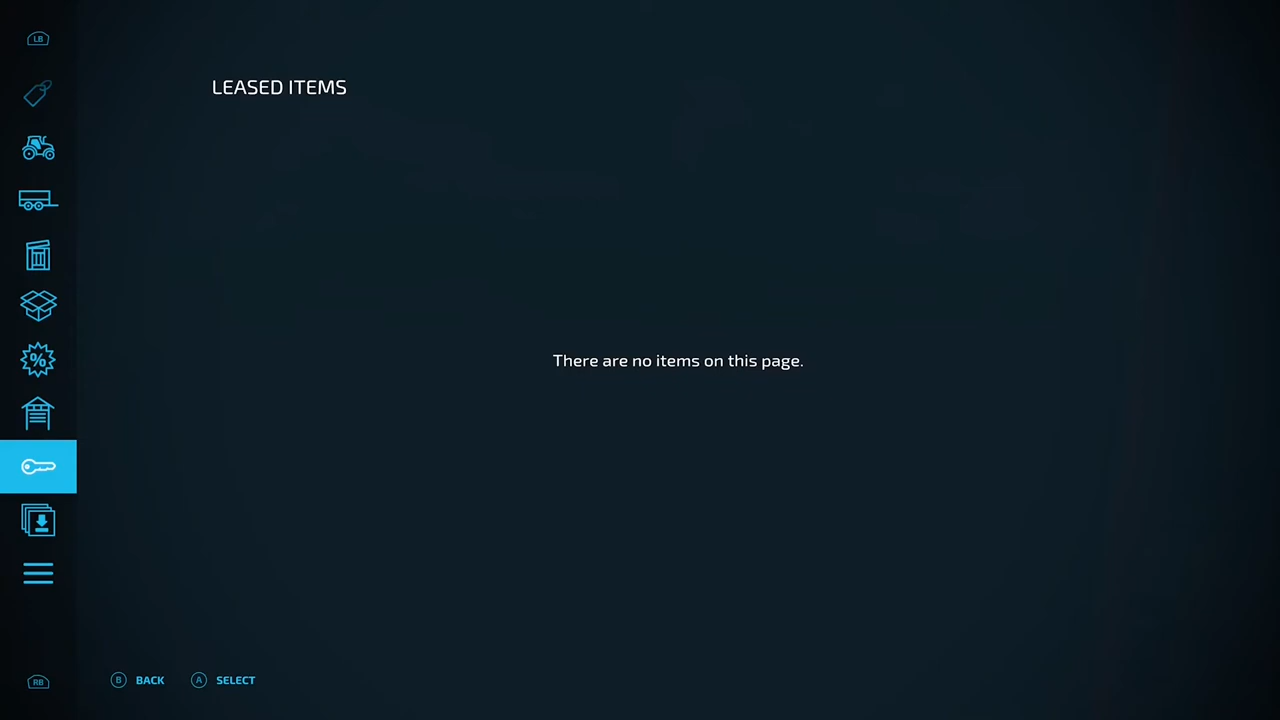 LB
LEASED ITEMS
%
There are no items on this page.
RB
B BACK A SELECT